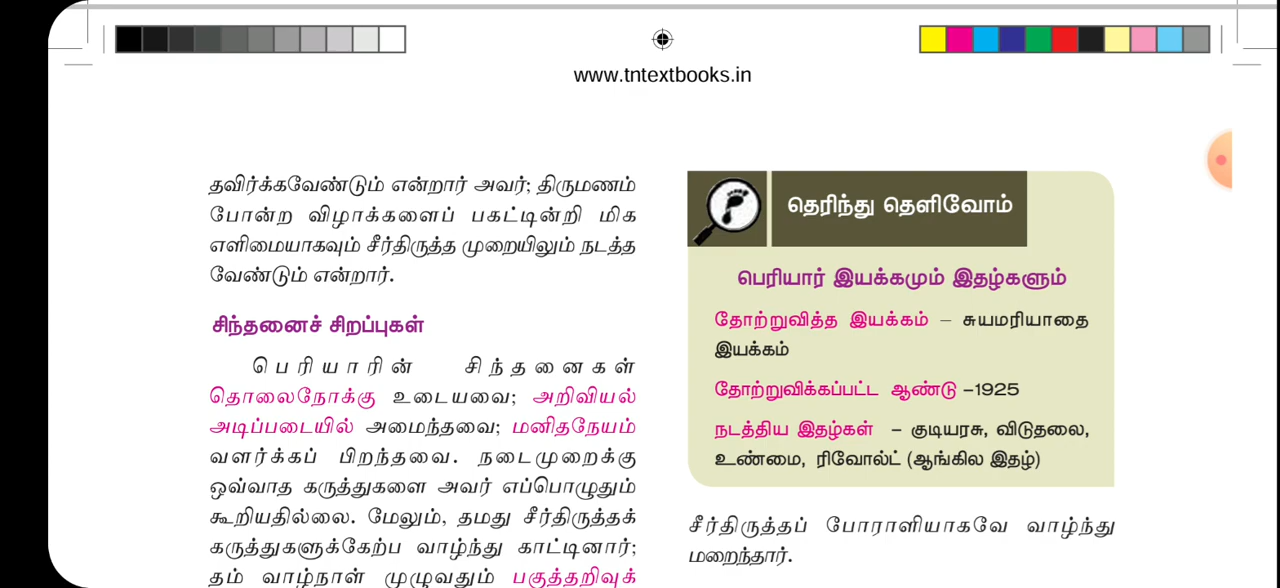 www.tntextbooks.in
தவிர்க்கவேண்டும் என்றார் அவர்; திருமணம்
போன்ற விழாக்களைப் பகட்டின்றி மிக
எளிமையாகவும் சீர்திருத்த முறையிலும் நடத்த
வேண்டும் என்றார்.
சிந்தனைச் சிறப்புகள்
பெரியாரின் சிந்தனைகள்
தொலைநோக்கு உடையவை; அறிவியல்
அடிப்படையில் அமைந்தவை; மனிதநேயம்
வளர்க்கப் பிறந்தவை. நடைமுறைக்கு
ஒவ்வாத கருத்துகளை அவர் எப்பொழுதும்
கூறியதில்லை. மேலும், தமது சீர்திருத்தக்
கருத்துகளுக்கேற்ப வாழ்ந்து காட்டினார்;
தம் வாழ்நாள் முழுவதும் பகுத்தறிவுக்
தெரிந்து தெளிவோம்
பெரியார் இயக்கமும் இதழ்களும்
தோற்றுவித்த இயக்கம் – சுயமரியாதை
இயக்கம்
தோற்றுவிக்கப்பட்ட ஆண்டு –1925
நடத்திய இதழ்கள் – குடியரசு, விடுதலை,
உண்மை, ரிவோல்ட் (ஆங்கில இதழ்)
சீர்திருத்தப் போராளியாகவே வாழ்ந்து
மறைந்தார்.